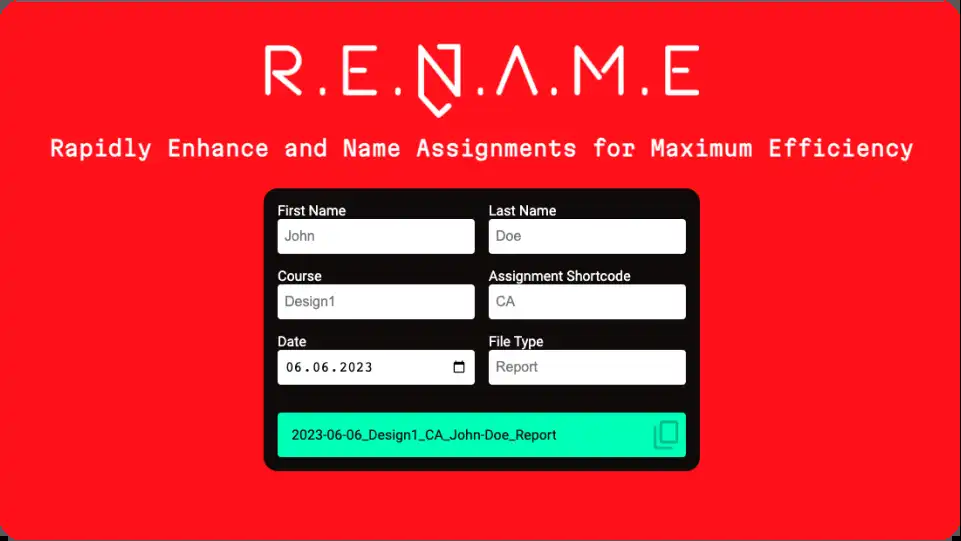 R.E.N.A.M.E
Rapidly Enhance and Name Assignments for Maximum Efficiency
First Name
Last Name
John
Doe
Course
Assignment Shortcode
Design1
CA
Date
File Type
06.06.2023
Report
2023-06-06_Design1_CA_John-Doe_Report